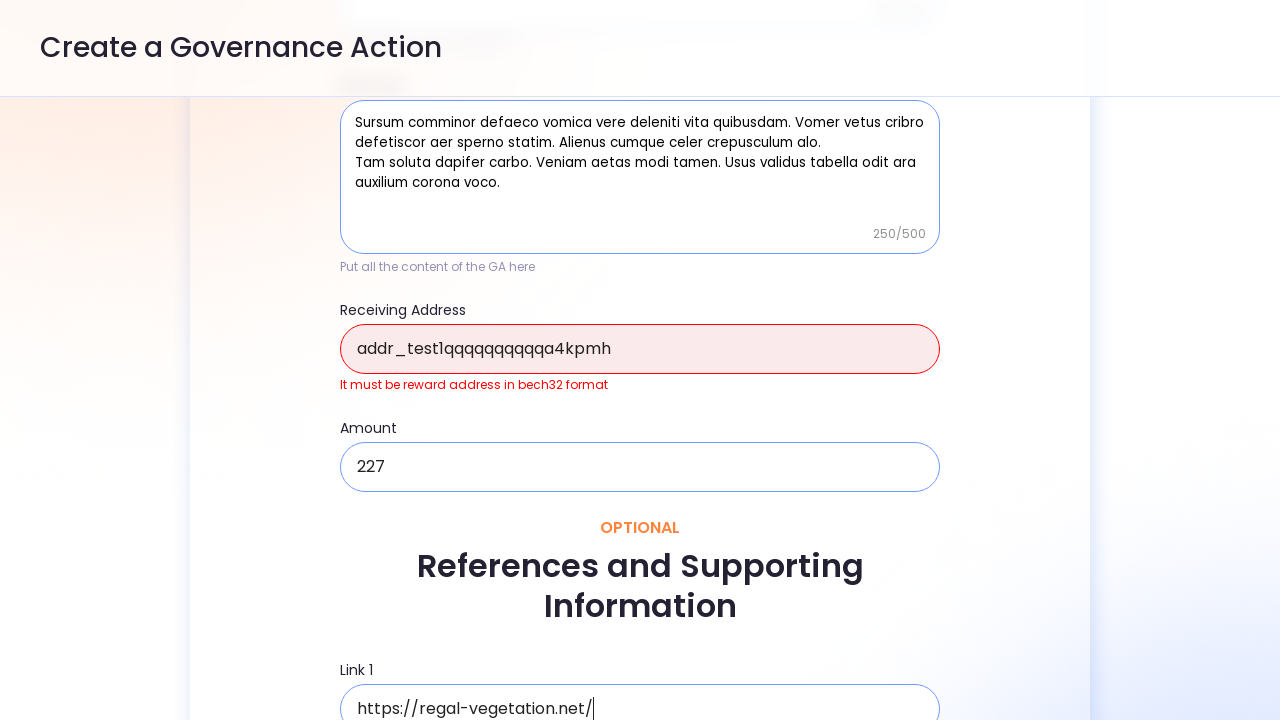 Create a Governance Action
Sursum comminor defaeco vomica vere deleniti vita quibusdam. Vomer vetus cribro
defetiscor aer sperno statim. Alienus cumque celer crepusculum alo.
Tam soluta dapifer carbo. Veniam aetas modi tamen. Usus validus tabella odit ara
auxilium corona voco.
250/500
Put all the content of the GA here
Receiving Address
addr_test1qqqqqqqqqqa4kpmh
It must be reward address in bech32 format
Amount
227
OPTIONAL
References and Supporting
Information
Link 1
https://regal-vegetation.net/